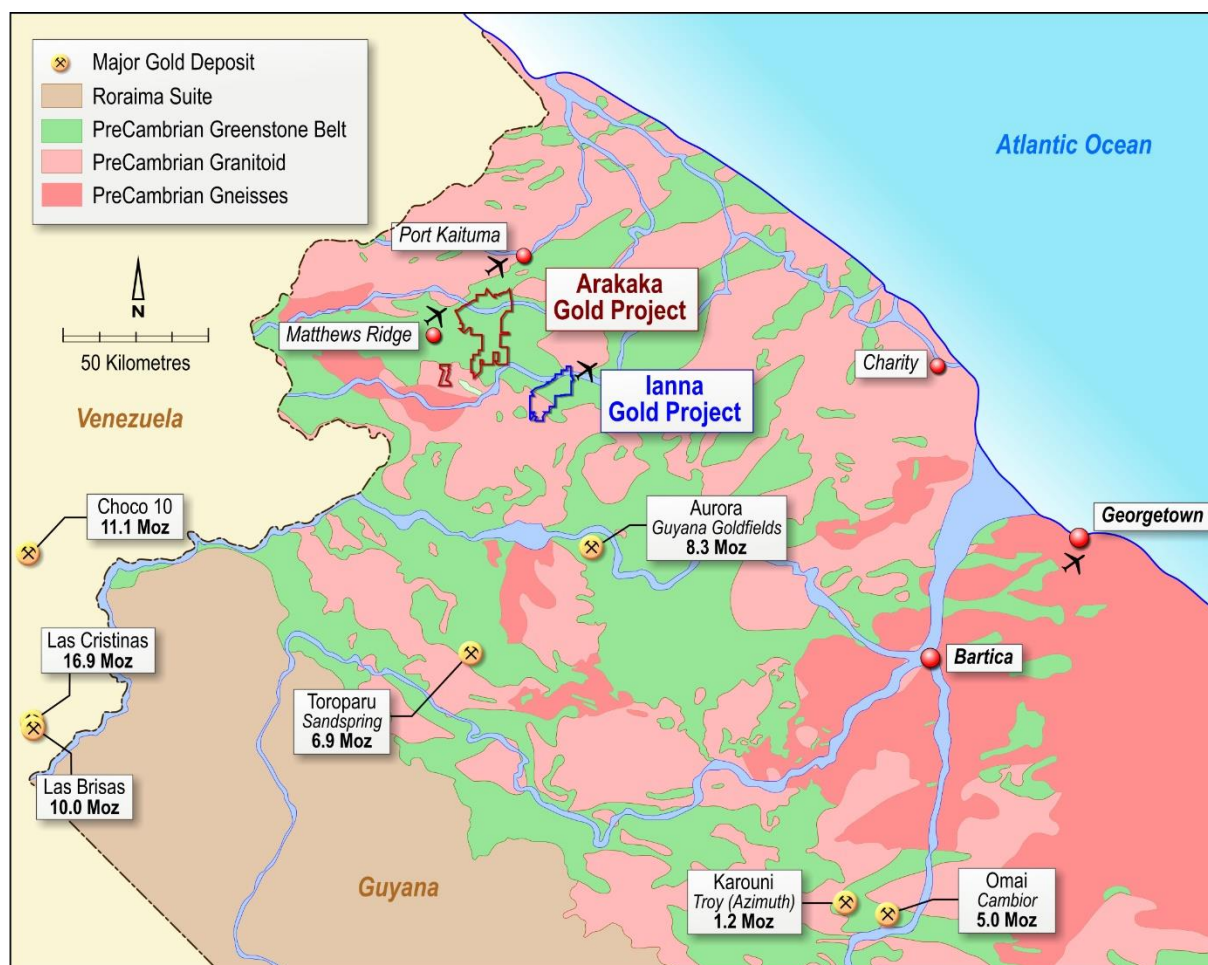 Major Gold Deposit
Roraima Suite
PreCambrian Greenstone Belt
PreCambrian Granitoid
PreCambrian Gneisses
Atlantic Ocean
N
50 Kilometres
Port Kaituma
Arakaka
Gold Project
Matthews Ridge
Ianna
Gold Project
Charity
Venezuela
Choco 10
11.1 Moz
Aurora
Guyana Goldfields
8.3 Moz
Georgetown
Las Cristinas
16.9 Moz
Bartica
Toroparu
Sandspring
6.9 Moz
Las Brisas
10.0 Moz
Guyana
Karouni
Troy (Azimuth)
1.2 Moz
Omai
Cambior
5.0 Moz